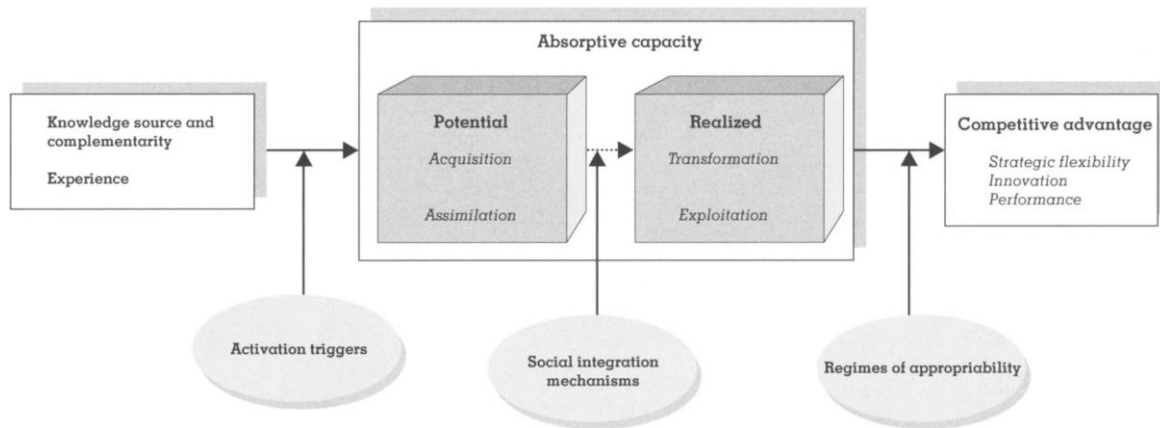 Absorptive capacity
Knowledge source and
complementarity
Experience
Potential
Acquisition
Assimilation
Realized
Transformation
Exploitation
Competitive advantage
Strategic flexibility
Innovation
Performance
Activation triggers
Social integration
mechanisms
Regimes of appropriability